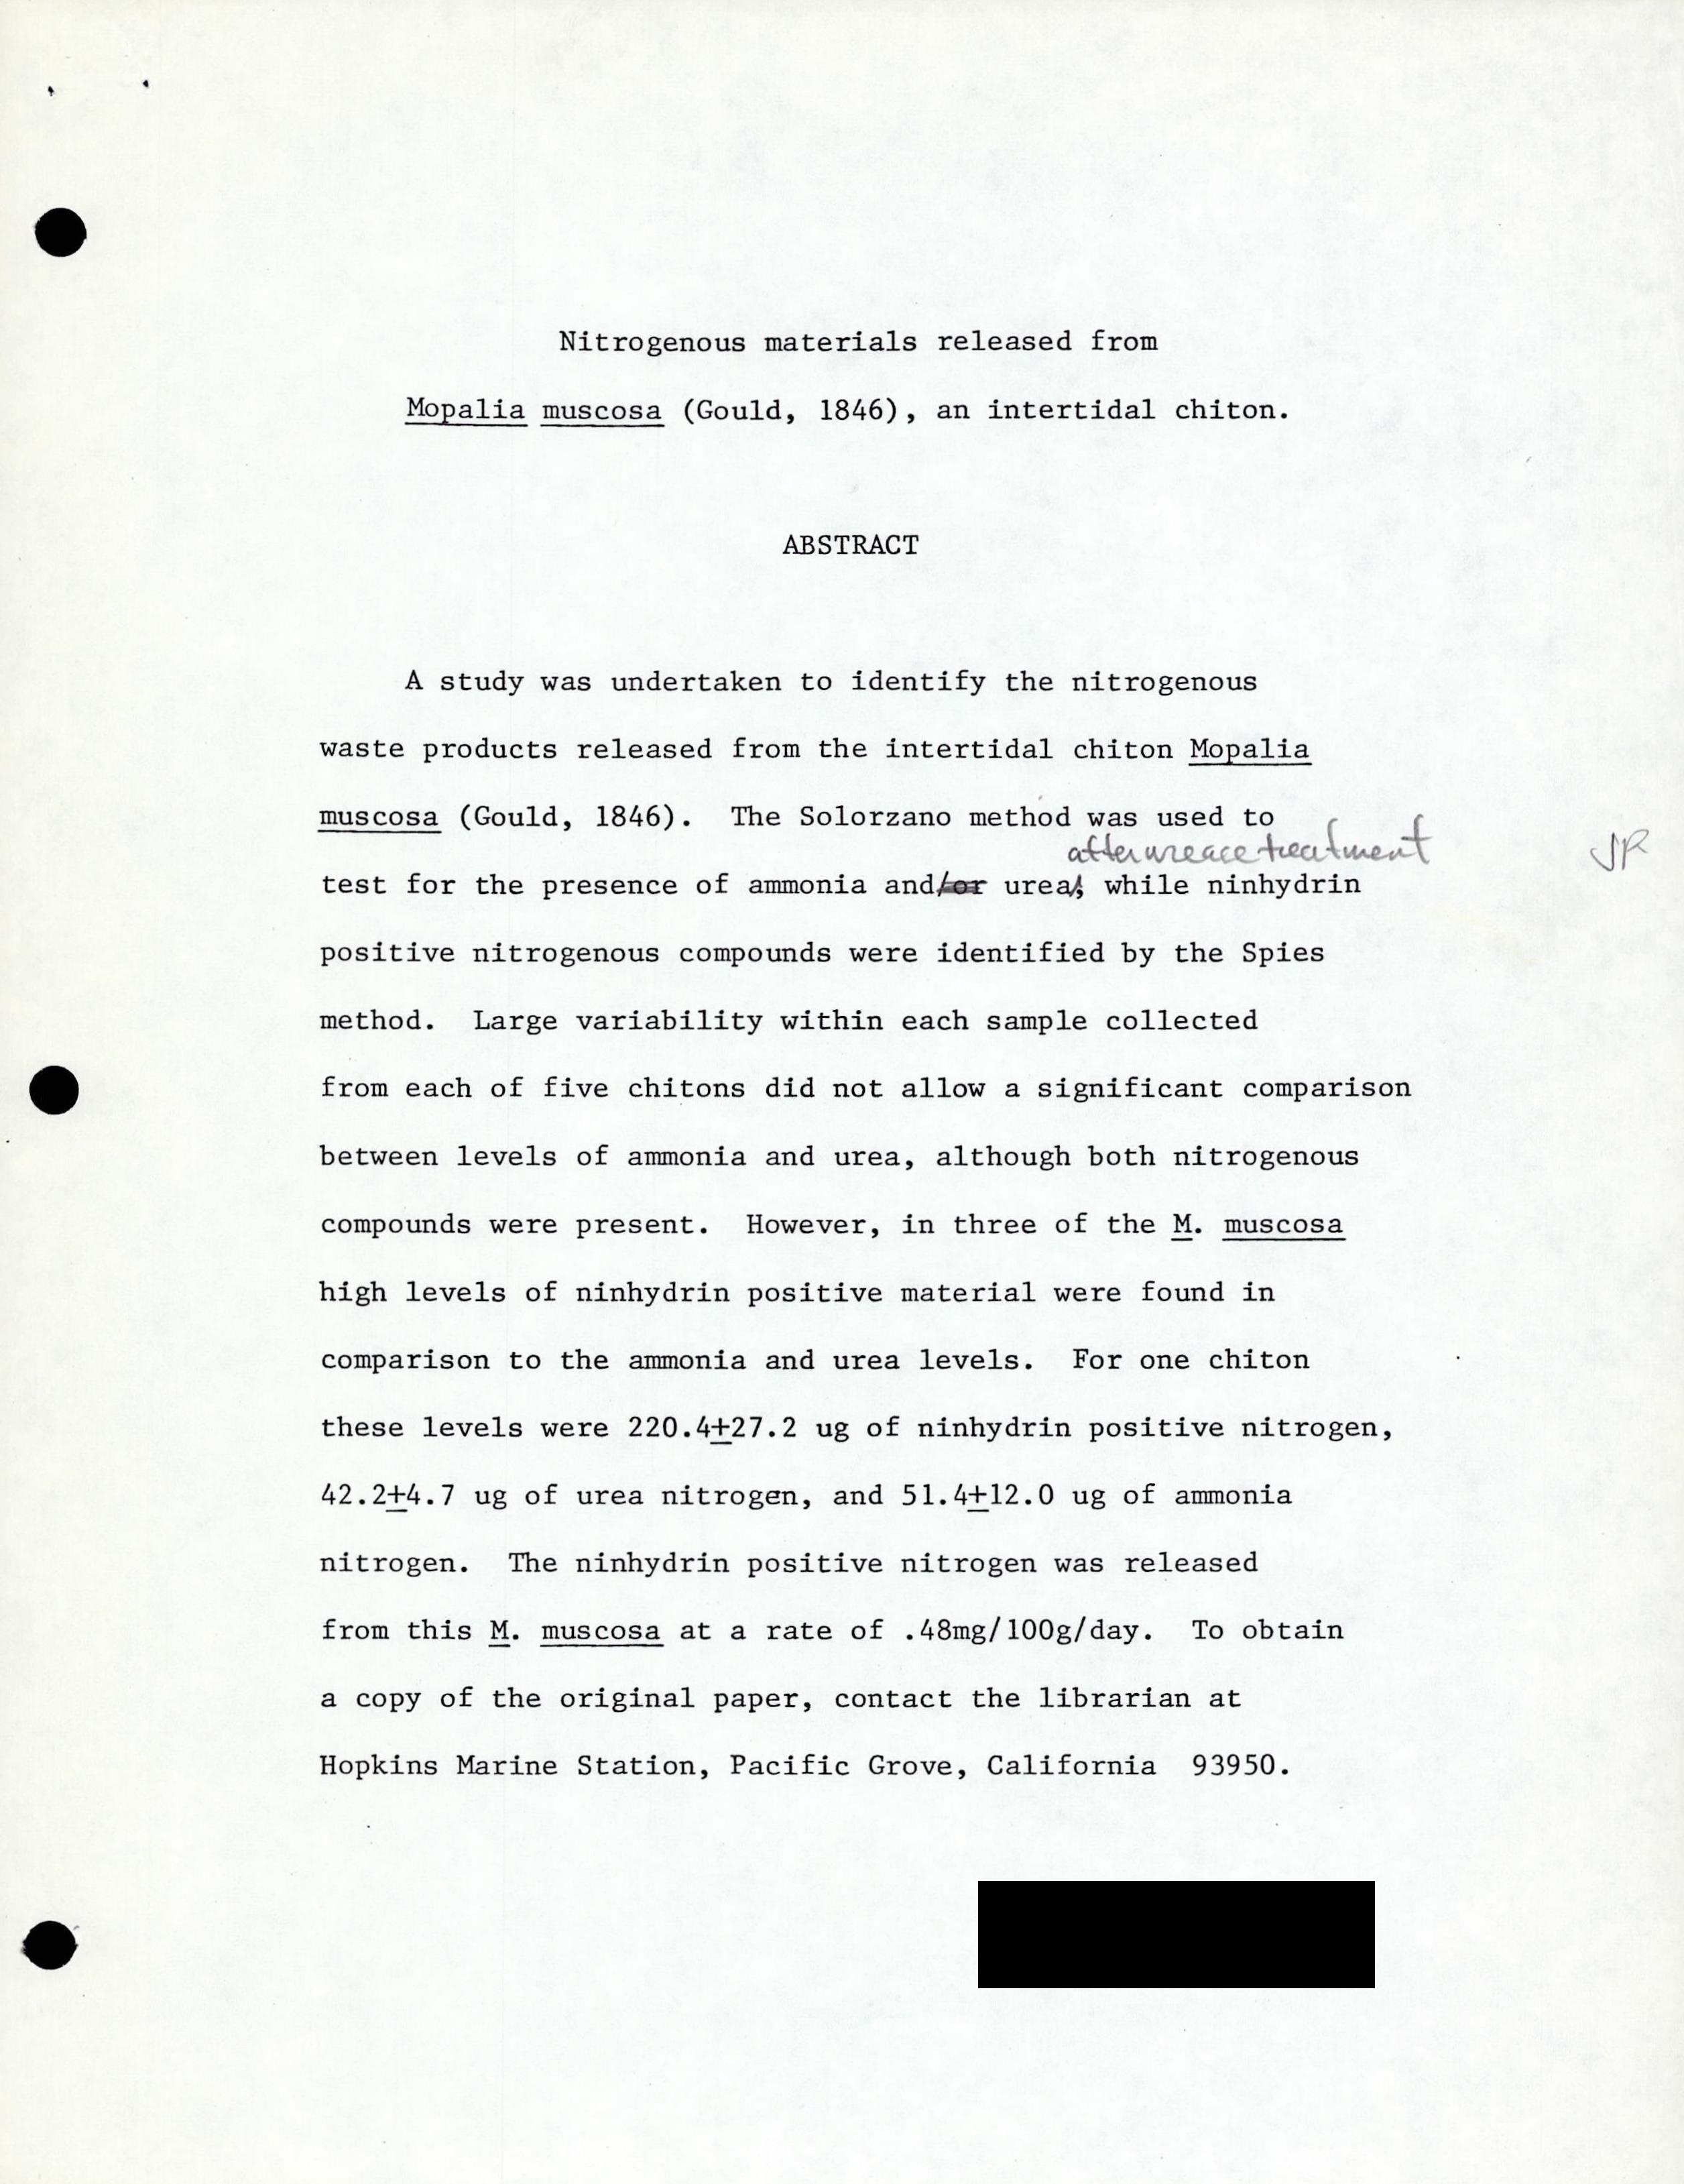 Nitrogenous materials released from
Mopalia muscosa (Gould, 1846), an intertidal chiton.
ABSTRACT
A study was undertaken to identify the nitrogenous
waste products released from the intertidal chiton Mopalia
muscosa (Gould, 1846). The Solorzano method was used to
after urease treatment
JR
test for the presence of ammonia and/or urea, while ninhydrin
positive nitrogenous compounds were identified by the Spies
method. Large variability within each sample collected
from each of five chitons did not allow a significant comparison
between levels of ammonia and urea, although both nitrogenous
compounds were present. However, in three of the M. muscosa
high levels of ninhydrin positive material were found in
comparison to the ammonia and urea levels. For one chiton
these levels were 220.4±27.2 ug of ninhydrin positive nitrogen,
42.2±4.7 ug of urea nitrogen, and 51.4±12.0 ug of ammonia
nitrogen. The ninhydrin positive nitrogen was released
from this M. muscosa at a rate of .48mg/100g/day. To obtain
a copy of the original paper, contact the librarian at
Hopkins Marine Station, Pacific Grove, California 93950.